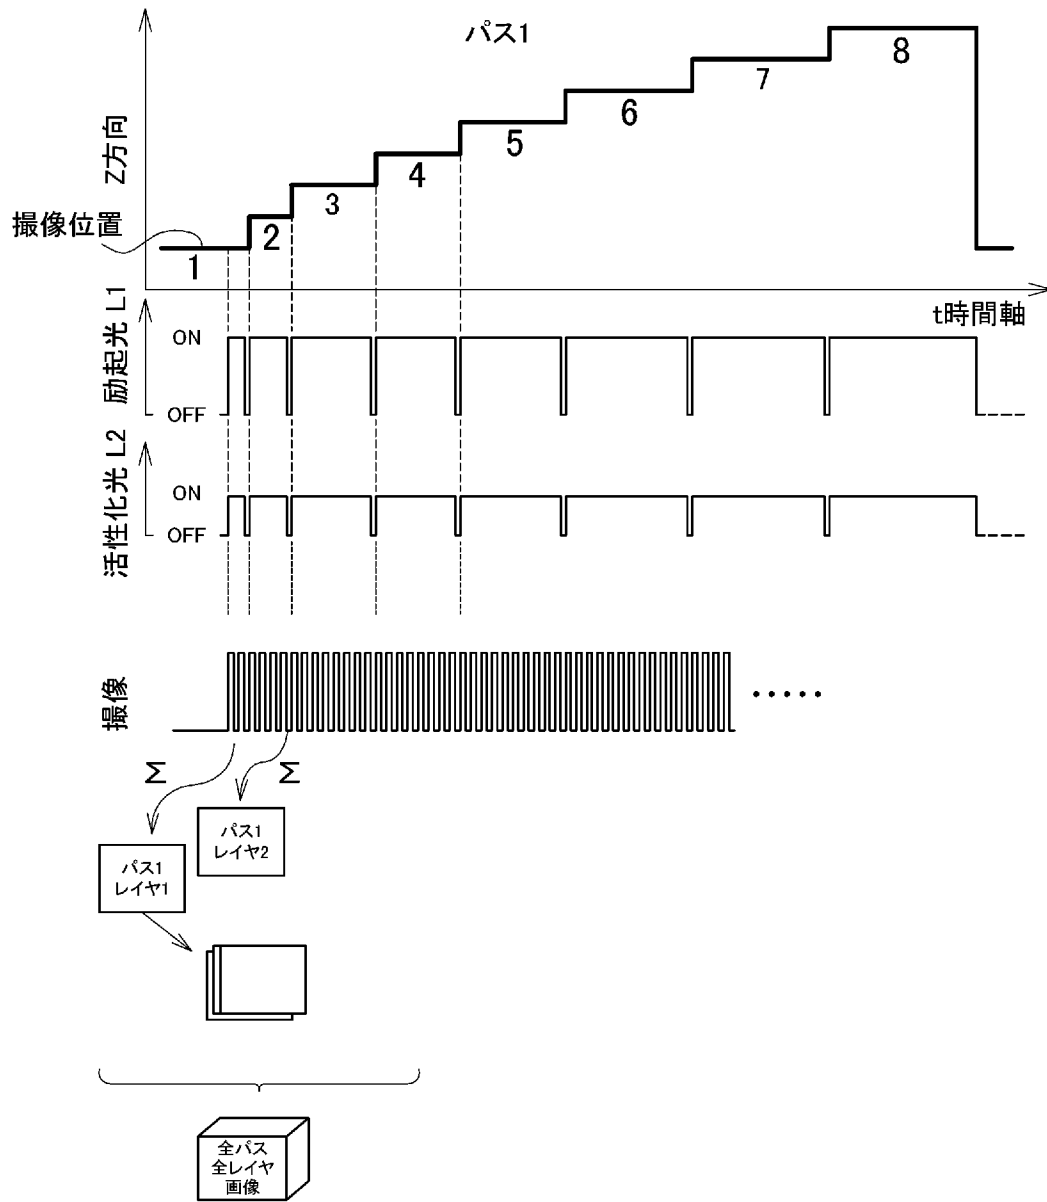 パス1
Z方向
撮像位置
1
2
3
4
5
6
7
8
t時間軸
励起光 L1
ON
OFF
活性化光 L2
ON
OFF
撮像
Σ
Σ
パス1
レイヤ2
パス1
レイヤ1
全パス
全レイヤ
画像